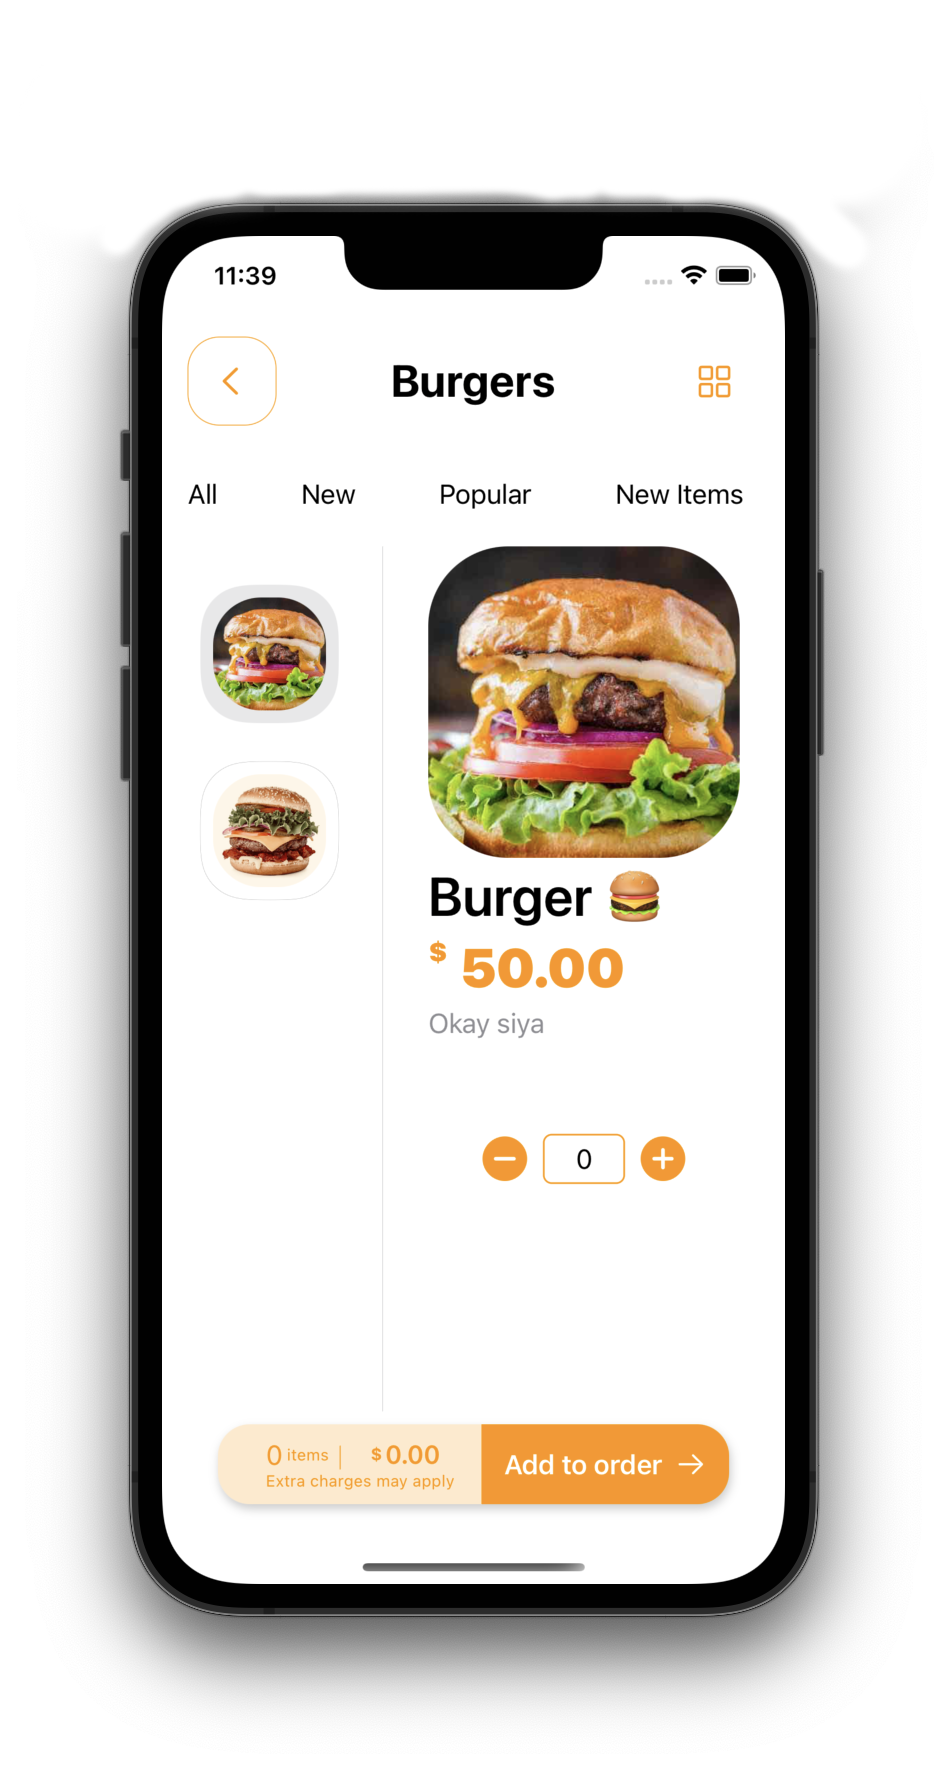 11:39
Burgers
All New Popular New Items
Burger 🍔
$ 50.00
Okay siya
0
0 items | $ 0.00
Extra charges may apply
Add to order →